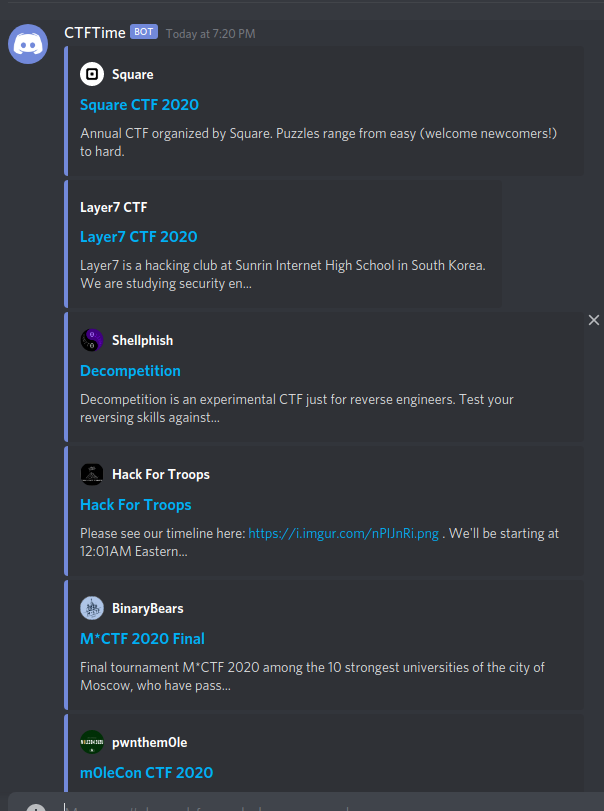 CTFTime BOT Today at 7:20 PM
Square
Square CTF 2020
Annual CTF organized by Square. Puzzles range from easy (welcome newcomers!)
to hard.
Layer7 CTF
Layer7 CTF 2020
Layer7 is a hacking club at Sunrin Internet High School in South Korea.
We are studying security en...
Shellphish
Decompetition
Decompetition is an experimental CTF just for reverse engineers. Test your
reversing skills against...
Hack For Troops
Hack For Troops
Please see our timeline here: https://i.imgur.com/nPIJnRi.png . We'll be starting at
12:01AM Eastern...
BinaryBears
M*CTF 2020 Final
Final tournament M*CTF 2020 among the 10 strongest universities of the city of
Moscow, who have pass...
pwnthem0le
m0leCon CTF 2020